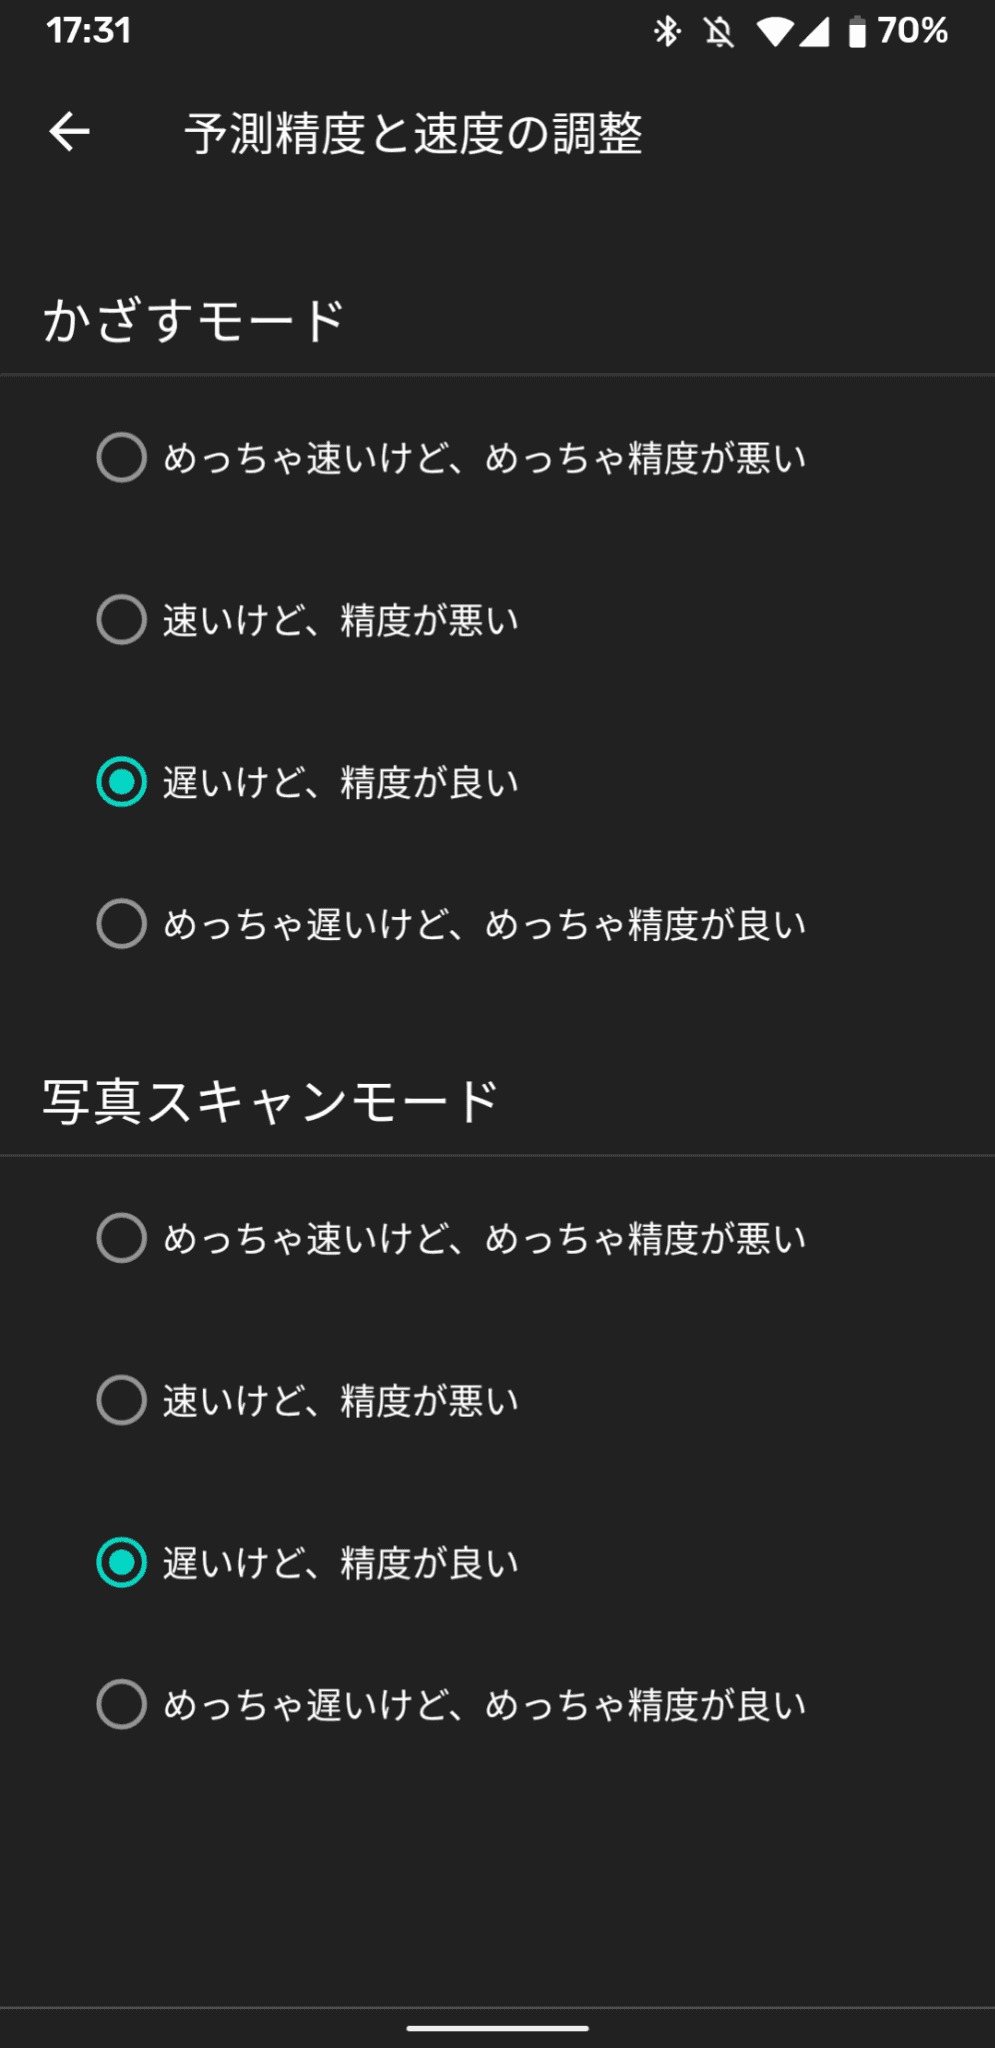 17:31 70%
予測精度と速度の調整
かざすモード
めっちゃ速いけど、めっちゃ精度が悪い
速いけど、精度が悪い
遅いけど、精度が良い
めっちゃ遅いけど、めっちゃ精度が良い
写真スキャンモード
めっちゃ速いけど、めっちゃ精度が悪い
速いけど、精度が悪い
遅いけど、精度が良い
めっちゃ遅いけど、めっちゃ精度が良い